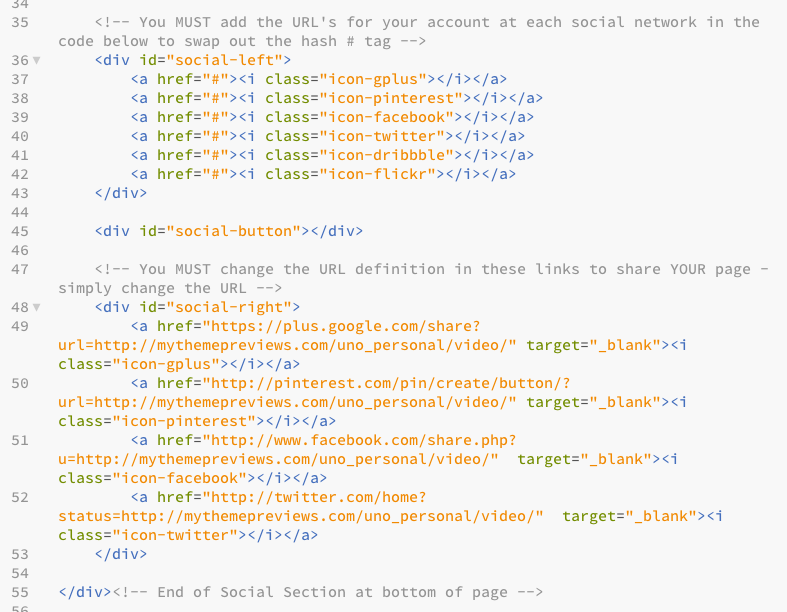 34
35 <!-- You MUST add the URL's for your account at each social network in the
code below to swap out the hash # tag -->
36 <div id="social-left">
37 <a href="#"><i class="icon-gplus"></i></a>
38 <a href="#"><i class="icon-pinterest"></i></a>
39 <a href="#"><i class="icon-facebook"></i></a>
40 <a href="#"><i class="icon-twitter"></i></a>
41 <a href="#"><i class="icon-dribbble"></i></a>
42 <a href="#"><i class="icon-flickr"></i></a>
43 </div>
44
45 <div id="social-button"></div>
46
47 <!-- You MUST change the URL definition in these links to share YOUR page -
simply change the URL -->
48 <div id="social-right">
49 <a href="https://plus.google.com/share?
url=http://mythemepreviews.com/uno_personal/video/" target="_blank"><i
class="icon-gplus"></i></a>
50 <a href="http://pinterest.com/pin/create/button/?
url=http://mythemepreviews.com/uno_personal/video/" target="_blank"><i
class="icon-pinterest"></i></a>
51 <a href="http://www.facebook.com/share.php?
u=http://mythemepreviews.com/uno_personal/video/"  target="_blank"><i
class="icon-facebook"></i></a>
52 <a href="http://twitter.com/home?
status=http://mythemepreviews.com/uno_personal/video/"  target="_blank"><i
class="icon-twitter"></i></a>
53 </div>
54
55 </div><!-- End of Social Section at bottom of page -->
56